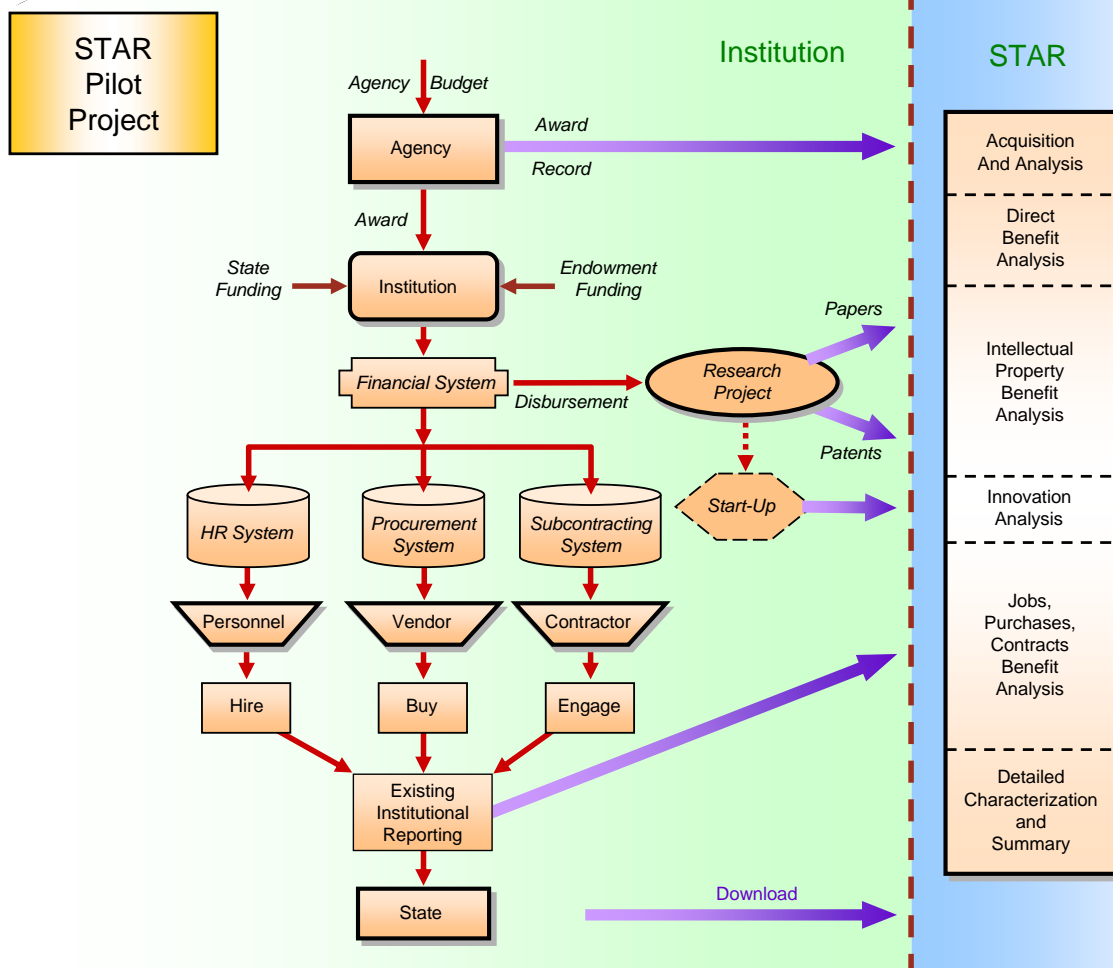 STAR
Pilot
Project
Institution
STAR
Agency Budget
Agency
Award
Record
Award
State
Funding
Institution
Endowment
Funding
Financial System
Disbursement
Research
Project
Papers
Patents
Start-Up
HR System
Procurement
System
Subcontracting
System
Personnel
Vendor
Contractor
Hire
Buy
Engage
Existing
Institutional
Reporting
State
Download
Acquisition
And Analysis
Direct
Benefit
Analysis
Intellectual
Property
Benefit
Analysis
Innovation
Analysis
Jobs,
Purchases,
Contracts
Benefit
Analysis
Detailed
Characterization
and
Summary